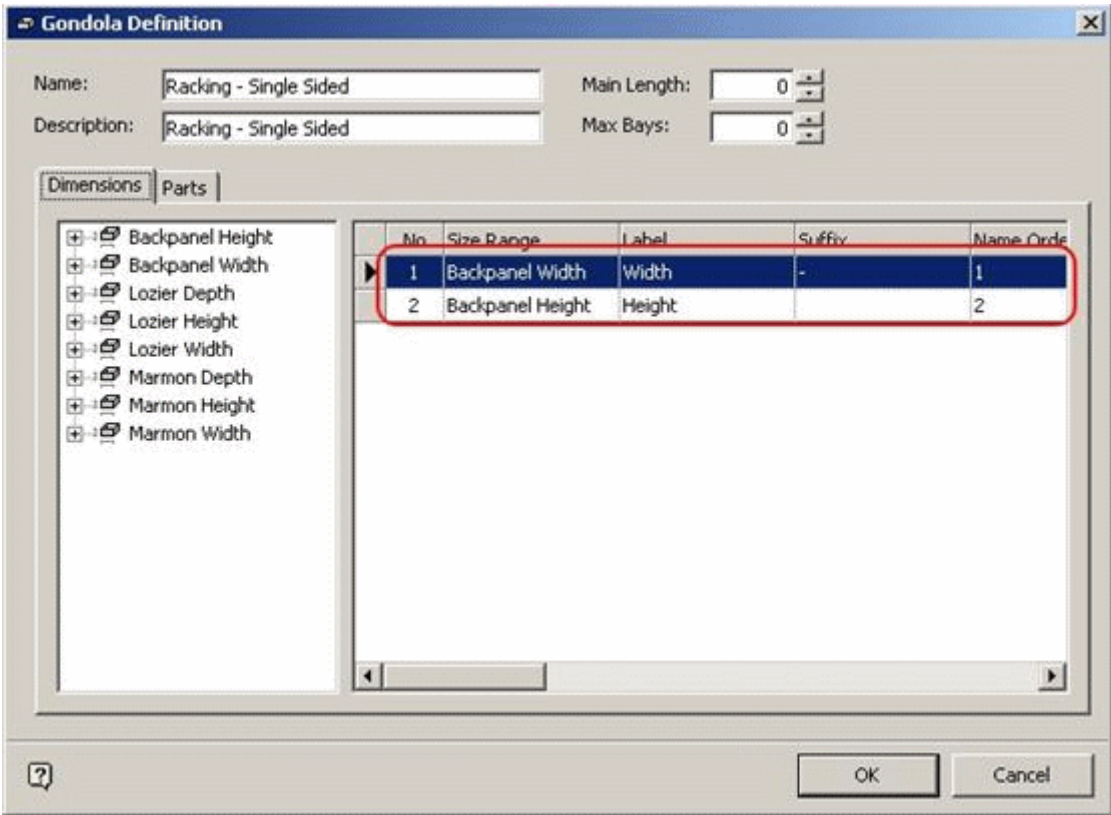 Gondola Definition
Name: Racking - Single Sided Main Length: 0
Description: Racking - Single Sided Max Bays: 0
Dimensions Parts
Backpanel Height
Backpanel Width
Lozier Depth
Lozier Height
Lozier Width
Marmon Depth
Marmon Height
Marmon Width
No Size Range Label Suffix Name Orde
1 Backpanel Width Width - 1
2 Backpanel Height Height 2
OK Cancel